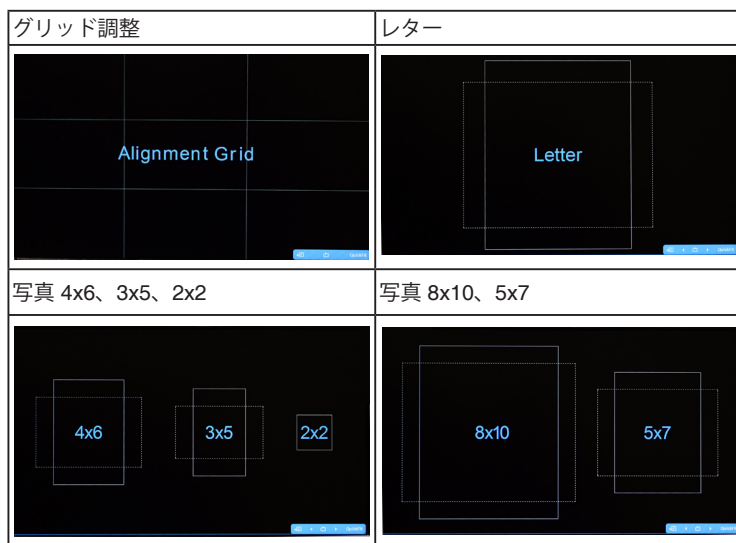 グリッド調整
レター
Alignment Grid
Letter
写真 4x6、3x5、2x2
写真 8x10、5x7
4x6
3x5
2x2
8x10
5x7